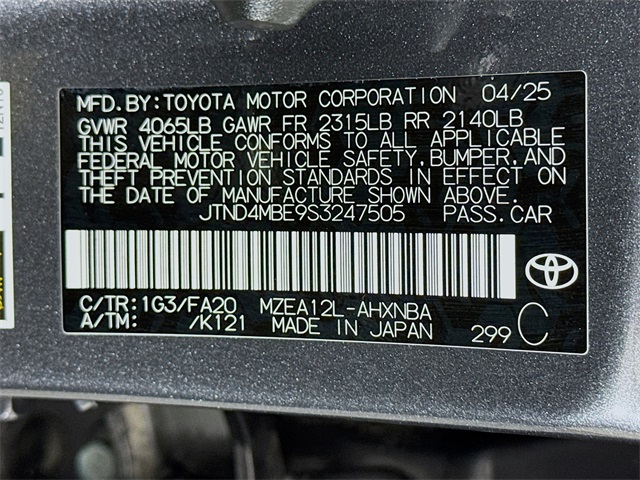 MFD.BY:TOYOTA MOTOR CORPORATION 04/25
GVWR 4065LB GAWR FR 2315LB RR 2140LB
THIS VEHICLE CONFORMS TO ALL APPLICABLE
FEDERAL MOTOR VEHICLE SAFETY,BUMPER,AND
THEFT PREVENTION STANDARDS IN EFFECT ON
THE DATE OF MANUFACTURE SHOWN ABOVE.
JTND4MBE9S3247505 PASS.CAR
C/TR:1G3/FA20 MZEA12L-AHXNBA
A/TM: /K121 MADE IN JAPAN 299 C